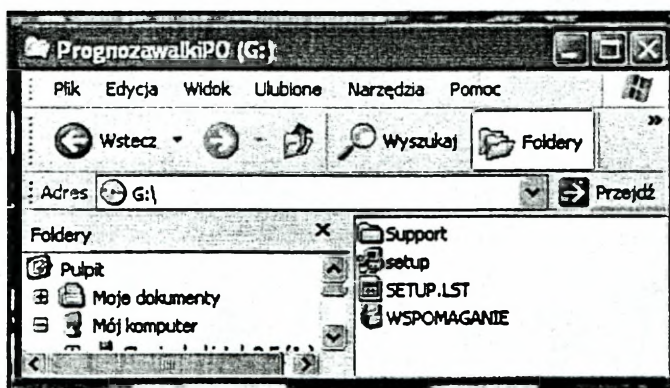 PrognozawalkiPO (G:)
Plik Edycja Widok Ulubione Narzędzia Pomoc
Wstecz Wyszukaj Foldery »
Adres G:\ Przejdź
Foldery
Pulpit
Moje dokumenty
Mój komputer
Support
setup
SETUP.LST
WSPOMAGANIE